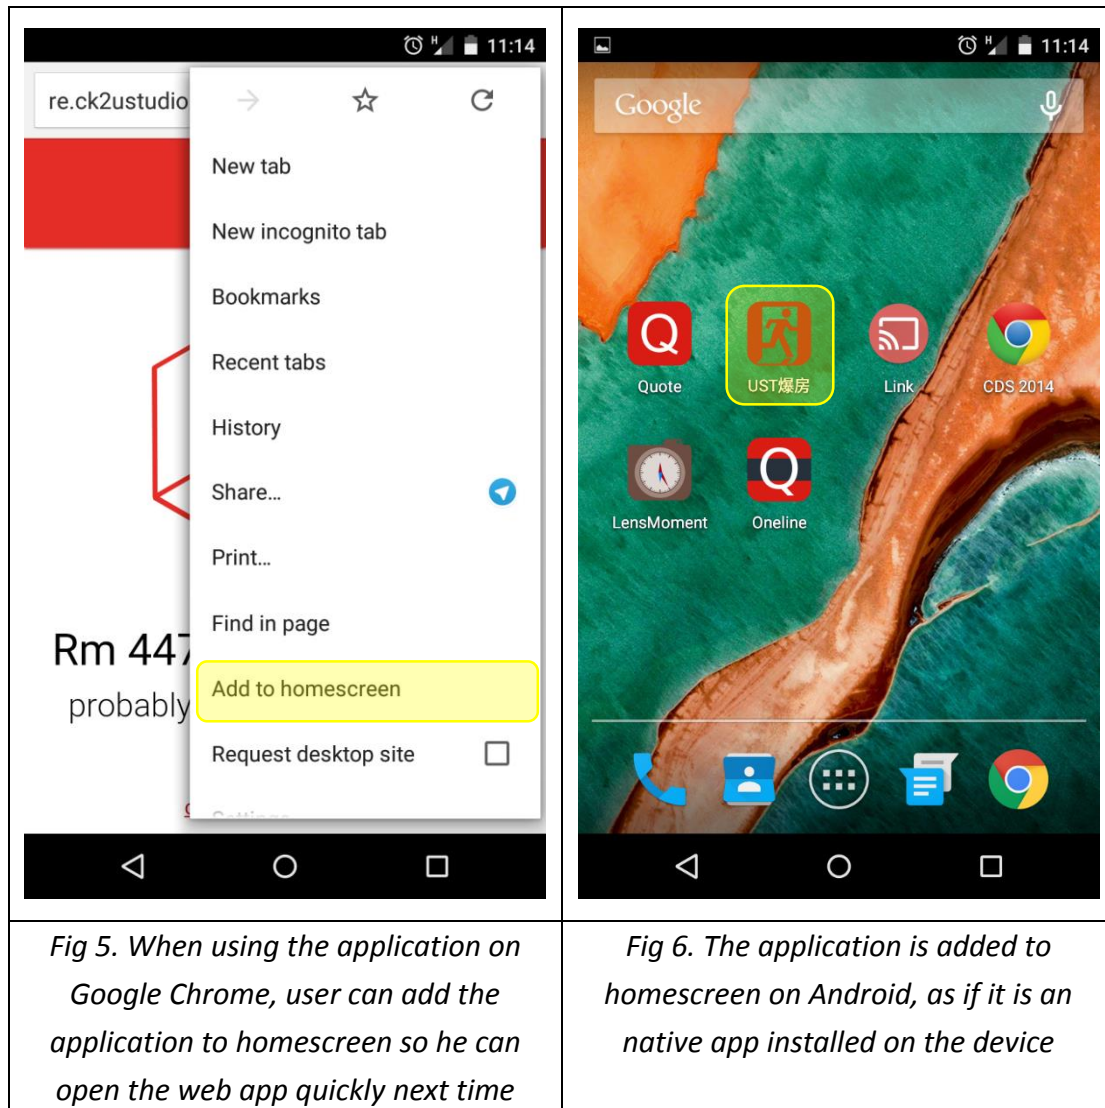 11:14
re.ck2ustudio
New tab
New incognito tab
Bookmarks
Recent tabs
History
Share...
Print...
Find in page
Rm 447
Add to homescreen
probably
Request desktop site
Settings
Fig 5. When using the application on
Google Chrome, user can add the
application to homescreen so he can
open the web app quickly next time
H 11:14
Google
Q
Quote
UST爆房
Link
CDS 2014
Q
LensMoment
Oneline
Fig 6. The application is added to
homescreen on Android, as if it is an
native app installed on the device